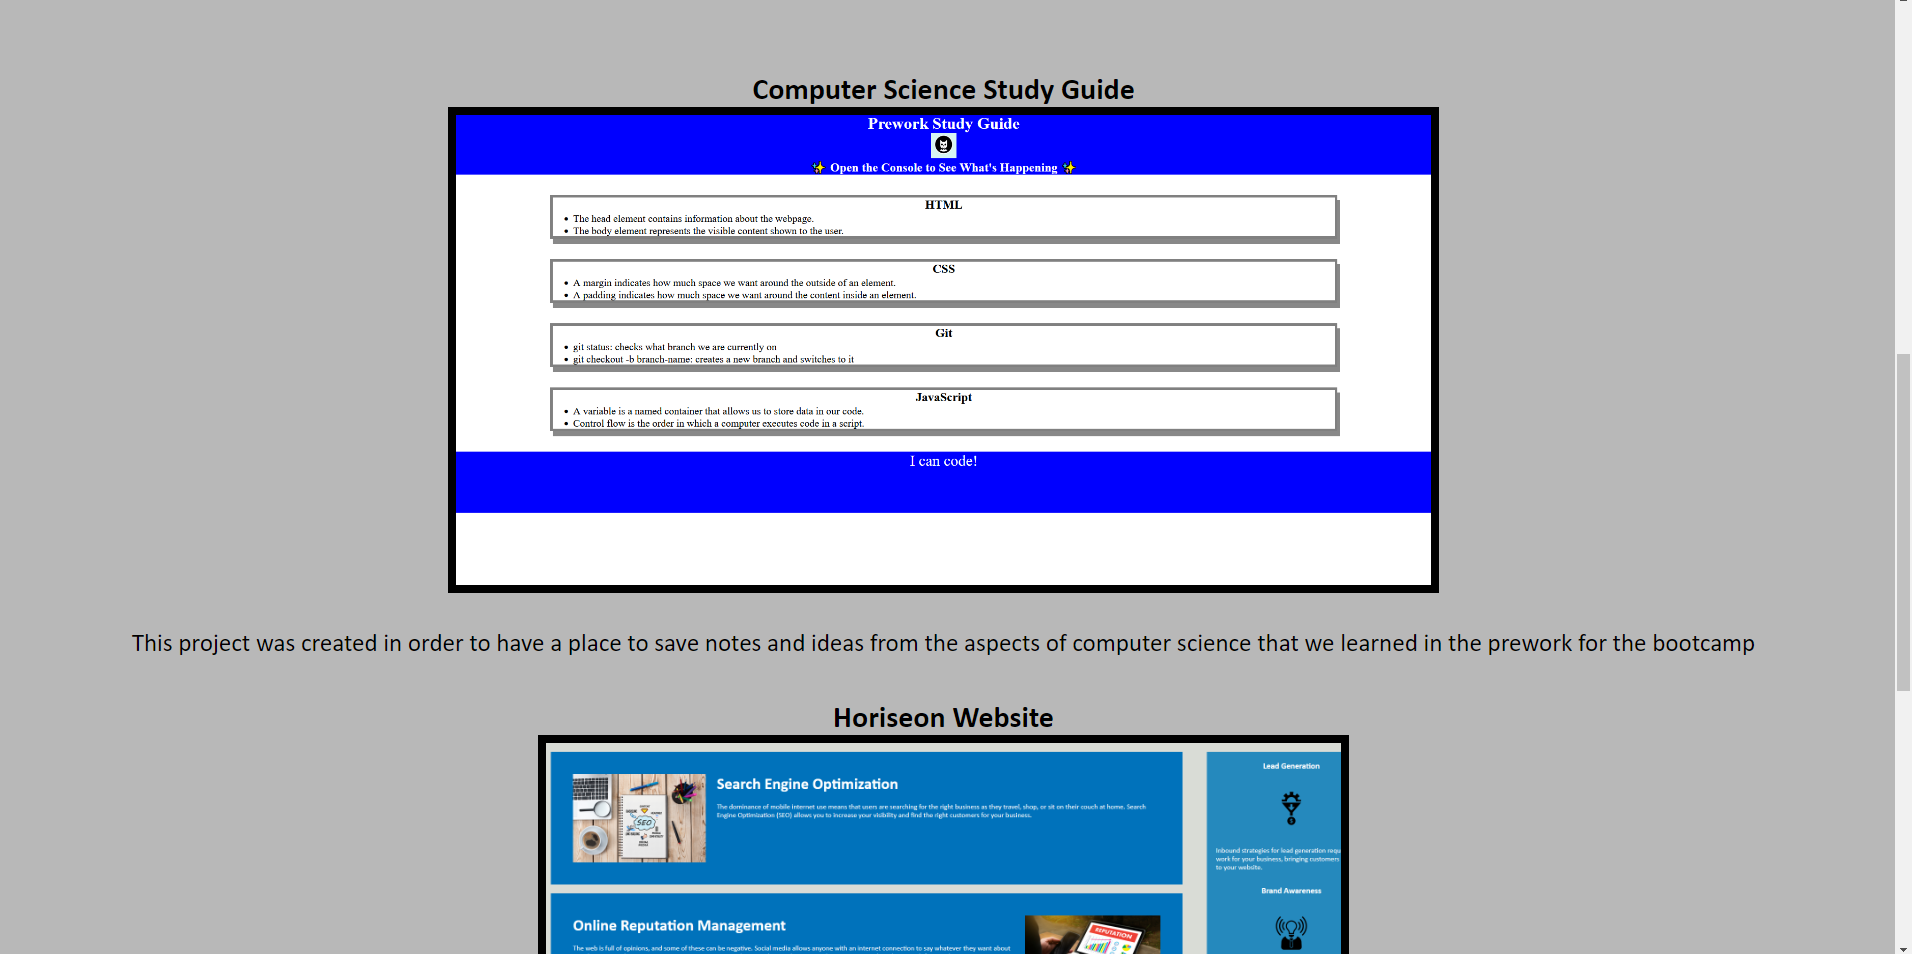 Computer Science Study Guide
Prework Study Guide
✨ Open the Console to See What's Happening ✨
HTML
• The head element contains information about the webpage.
• The body element represents the visible content shown to the user.
CSS
• A margin indicates how much space we want around the outside of an element.
• A padding indicates how much space we want around the content inside an element.
Git
• git status: checks what branch we are currently on
• git checkout -b branch-name: creates a new branch and switches to it
JavaScript
• A variable is a named container that allows us to store data in our code.
• Control flow is the order in which a computer executes code in a script.
I can code!
This project was created in order to have a place to save notes and ideas from the aspects of computer science that we learned in the prework for the bootcamp
Horiseon Website
Search Engine Optimization
The dominance of mobile internet use means that users are searching for the right business as they travel, shop, or sit on their couch at home. Search
Engine Optimization (SEO) allows you to increase your visibility and find the right customers for your business.
SEO
Lead Generation
Inbound strategies for lead generation requ
work for your business, bringing customers
to your website.
Brand Awareness
Online Reputation Management
The web is full of opinions, and some of these can be negative. Social media allows anyone with an internet connection to say whatever they want about
REPUTATION